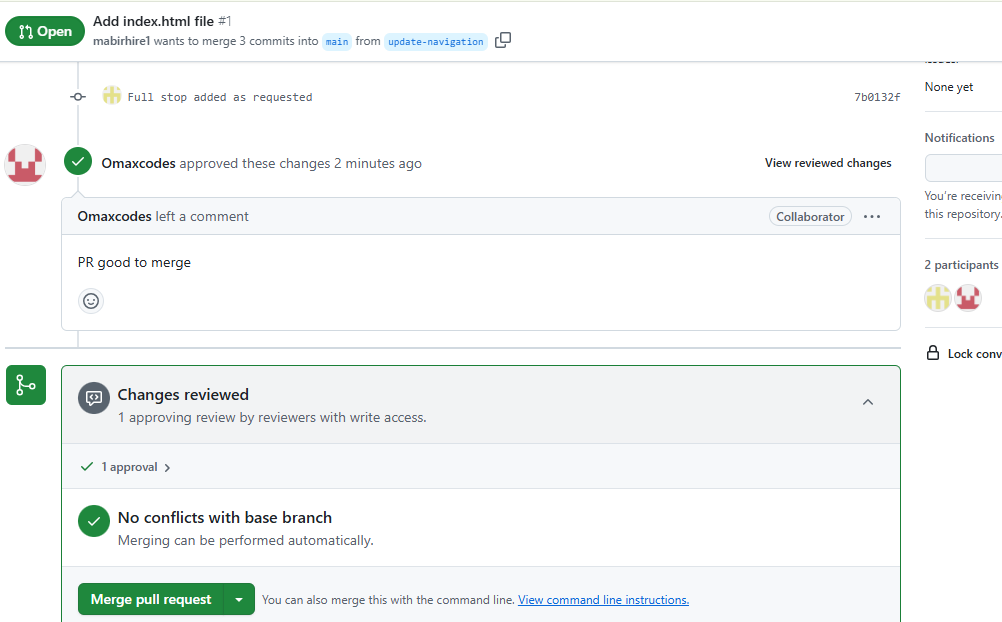 Open
Add index.html file #1
mabirhire1 wants to merge 3 commits into main from update-navigation
None yet
Full stop added as requested 7b0132f
Notifications
Omaxcodes approved these changes 2 minutes ago View reviewed changes
You're receivin
this repository.
Omaxcodes left a comment Collaborator
PR good to merge
2 participants
Lock conv
Changes reviewed
1 approving review by reviewers with write access.
1 approval
No conflicts with base branch
Merging can be performed automatically.
Merge pull request You can also merge this with the command line. View command line instructions.